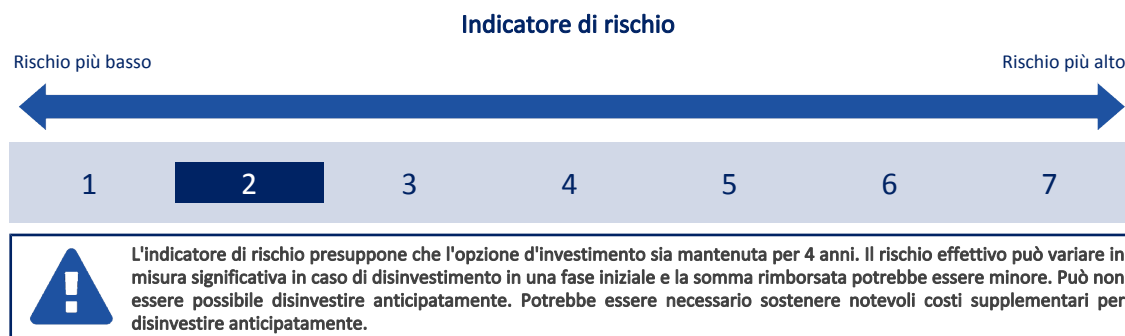 Indicatore di rischio
Rischio più basso
Rischio più alto
1 2 3 4 5 6 7
L'indicatore di rischio presuppone che l'opzione d'investimento sia mantenuta per 4 anni. Il rischio effettivo può variare in
misura significativa in caso di disinvestimento in una fase iniziale e la somma rimborsata potrebbe essere minore. Può non
essere possibile disinvestire anticipatamente. Potrebbe essere necessario sostenere notevoli costi supplementari per
disinvestire anticipatamente.